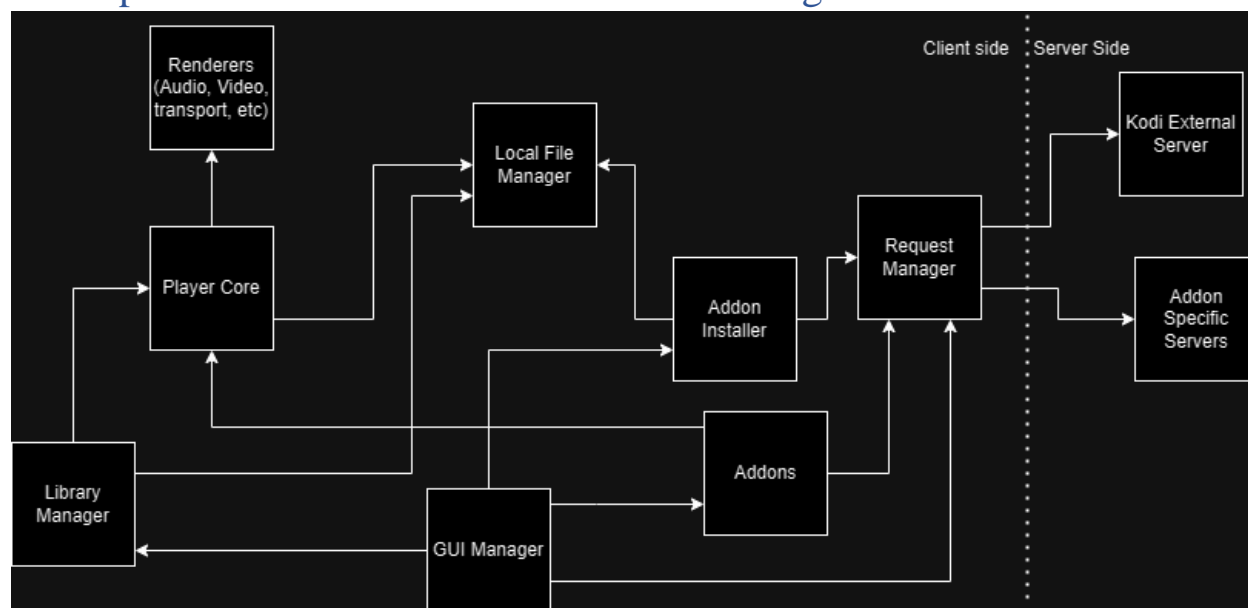 Client side
Server Side
Renderers
(Audio, Video,
transport, etc)
Kodi External
Server
Local File
Manager
Request
Manager
Player Core
Addon
Installer
Addon
Specific
Servers
Addons
Library
Manager
GUI Manager